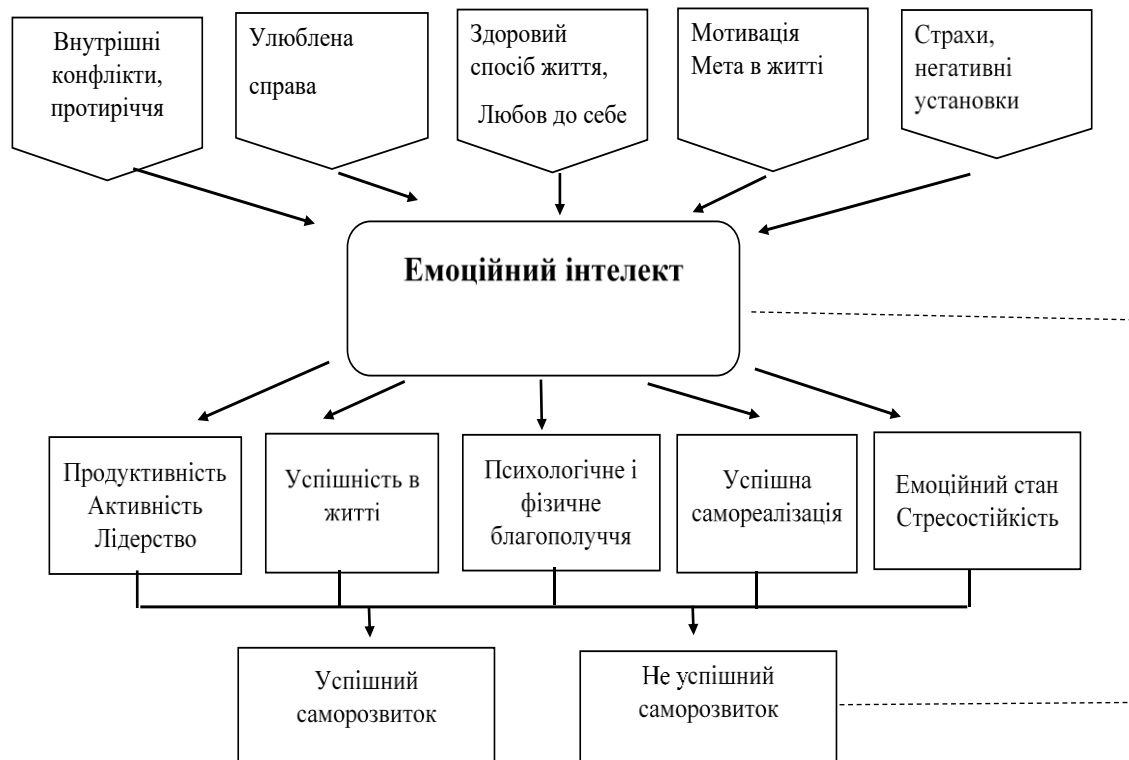 Внутрішні
конфлікти,
протиріччя
Улюблена
справа
Здоровий
спосіб життя,
Любов до себе
Мотивація
Мета в житті
Страхи,
негативні
установки
Емоційний інтелект
Продуктивність
Активність
Лідерство
Успішність в
житті
Психологічне і
фізичне
благополуччя
Успішна
самореалізація
Емоційний стан
Стресостійкість
Успішний
саморозвиток
Не успішний
саморозвиток